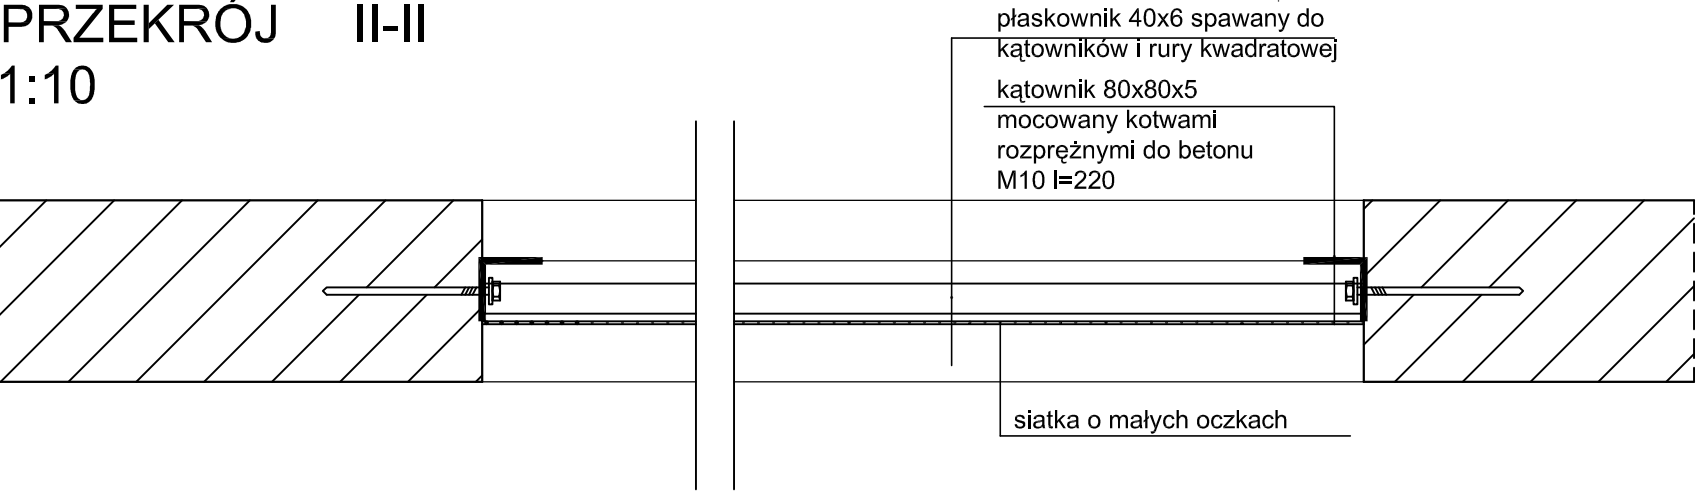 PRZEKRÓJ II-II
1:10
płaskownik 40x6 spawany do
kątowników i rury kwadratowej
kątownik 80x80x5
mocowany kotwami
rozprężnymi do betonu
M10 l=220
siatka o małych oczkach